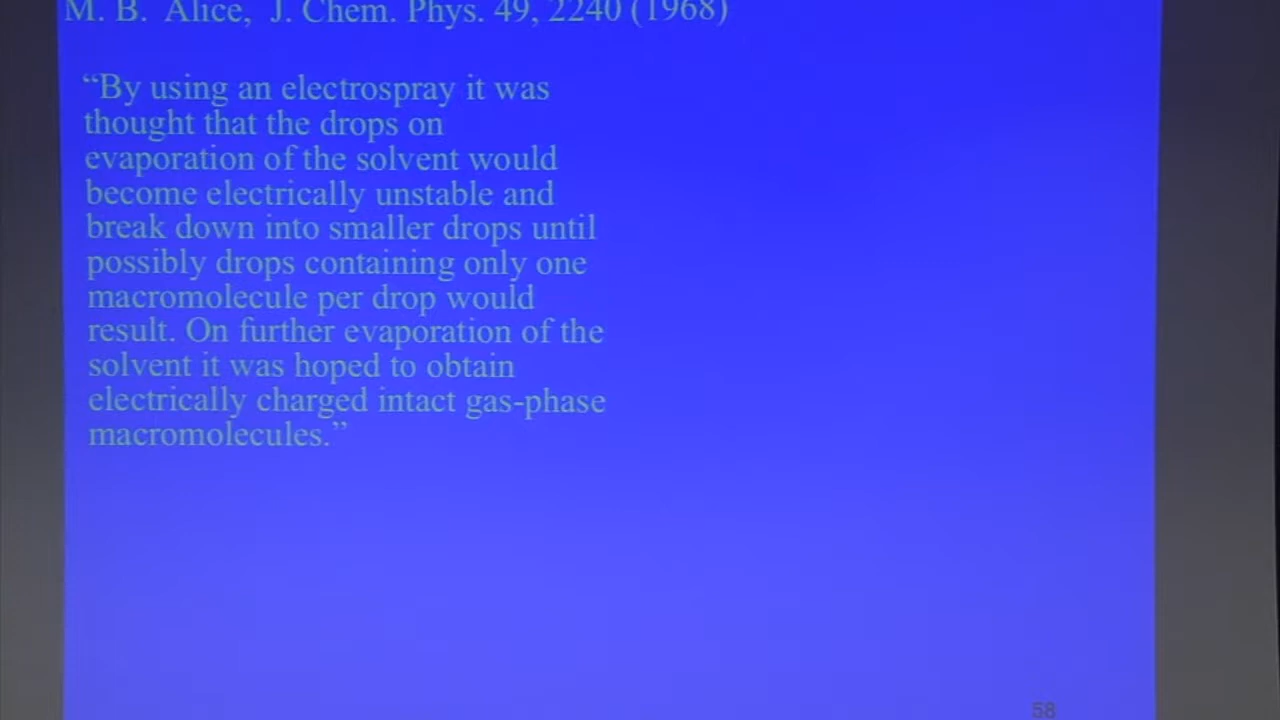 M. B. Alice, J. Chem. Phys. 49, 2240 (1968)
“By using an electrospray it was
thought that the drops on
evaporation of the solvent would
become electrically unstable and
break down into smaller drops until
possibly drops containing only one
macromolecule per drop would
result. On further evaporation of the
solvent it was hoped to obtain
electrically charged intact gas-phase
macromolecules.”
58